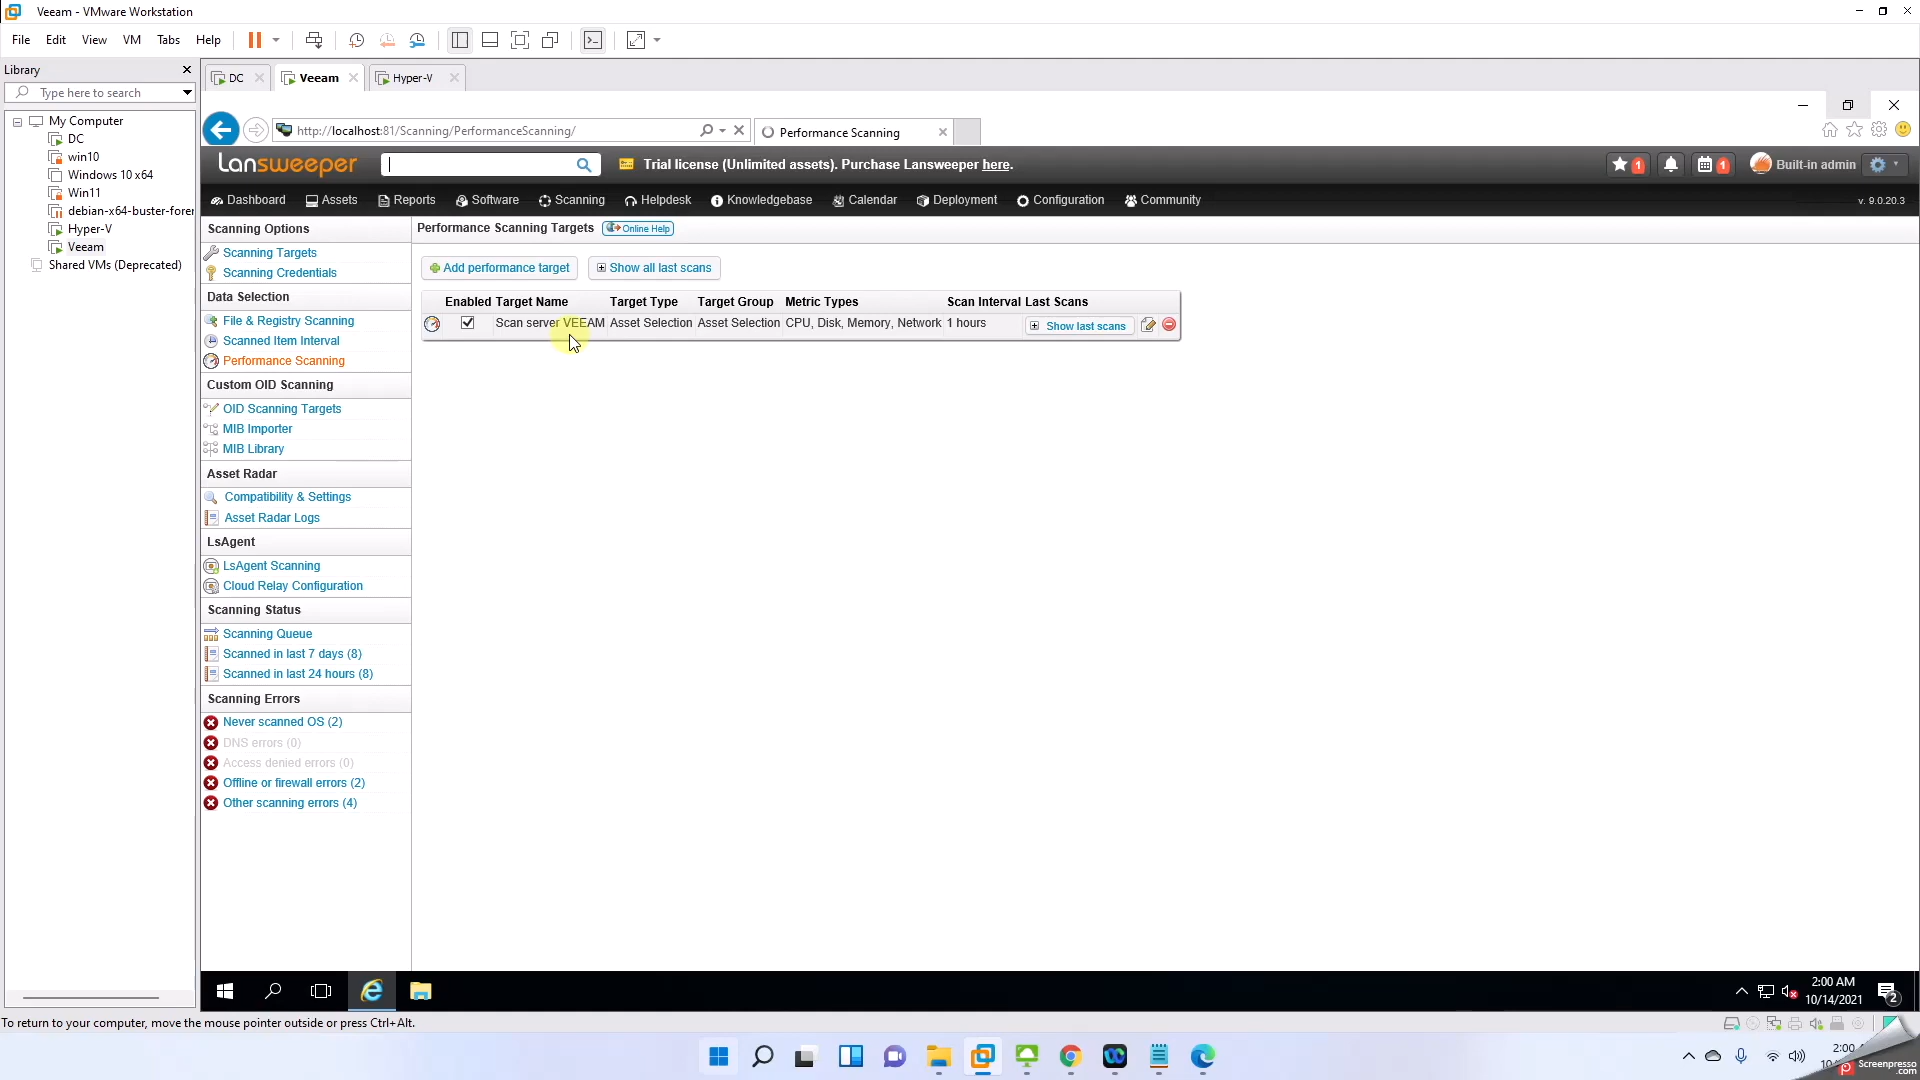 Veeam - VMware Workstation
File Edit View VM Tabs Help
Library
Type here to search
My Computer
DC
win10
Windows 10 x64
Win11
debian-x64-buster-forer
Hyper-V
Veeam
Shared VMs (Deprecated)
DC
Veeam
Hyper-V
http://localhost:81/Scanning/PerformanceScanning/
Performance Scanning
Lansweeper
Trial license (Unlimited assets). Purchase Lansweeper here.
1
1
Built-in admin
Dashboard Assets Reports Software Scanning Helpdesk Knowledgebase Calendar Deployment Configuration Community
v. 9.0.20.3
Scanning Options
Scanning Targets
Scanning Credentials
Data Selection
File & Registry Scanning
Scanned Item Interval
Performance Scanning
Custom OID Scanning
OID Scanning Targets
MIB Importer
MIB Library
Asset Radar
Compatibility & Settings
Asset Radar Logs
LsAgent
LsAgent Scanning
Cloud Relay Configuration
Scanning Status
Scanning Queue
Scanned in last 7 days (8)
Scanned in last 24 hours (8)
Scanning Errors
Never scanned OS (2)
DNS errors (0)
Access denied errors (0)
Offline or firewall errors (2)
Other scanning errors (4)
Performance Scanning Targets Online Help
Add performance target Show all last scans
Enabled Target Name Target Type Target Group Metric Types Scan Interval Last Scans
Scan server VEEAM Asset Selection Asset Selection CPU, Disk, Memory, Network 1 hours Show last scans
2:00 AM
10/14/2021
2
To return to your computer, move the mouse pointer outside or press Ctrl+Alt.
2:00
Screenpresso
.com